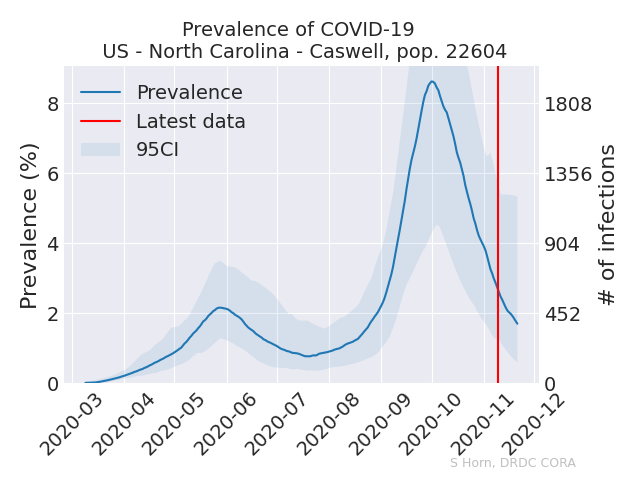 Prevalence of COVID-19
US - North Carolina - Caswell, pop. 22604
Prevalence
Latest data
95CI
Prevalence (%)
8
6
4
2
0
# of infections
1808
1356
904
452
0
2020-03
2020-04
2020-05
2020-06
2020-07
2020-08
2020-09
2020-10
2020-11
2020-12
S Horn, DRDC CORA